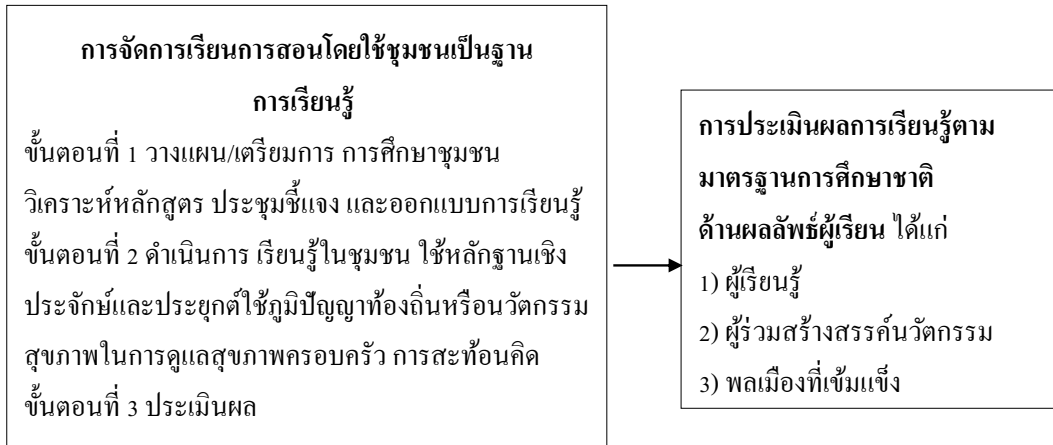 การจัดการเรียนการสอนโดยใช้ชุมชนเป็นฐาน
การเรียนรู้
ขั้นตอนที่ 1 วางแผน/เตรียมการ การศึกษาชุมชน
วิเคราะห์หลักสูตร ประชุมชี้แจง และออกแบบการเรียนรู้
ขั้นตอนที่ 2 ดำเนินการ เรียนรู้ในชุมชน ใช้หลักฐานเชิง
ประจักษ์และประยุกต์ใช้ภูมิปัญญาท้องถิ่นหรือนวัตกรรม
สุขภาพในการดูแลสุขภาพครอบครัว การสะท้อนคิด
ขั้นตอนที่ 3 ประเมินผล
การประเมินผลการเรียนรู้ตาม
มาตรฐานการศึกษาชาติ
ด้านผลลัพธ์ผู้เรียน ได้แก่
1) ผู้เรียนรู้
2) ผู้ร่วมสร้างสรรค์นวัตกรรม
3) พลเมืองที่เข้มแข็ง